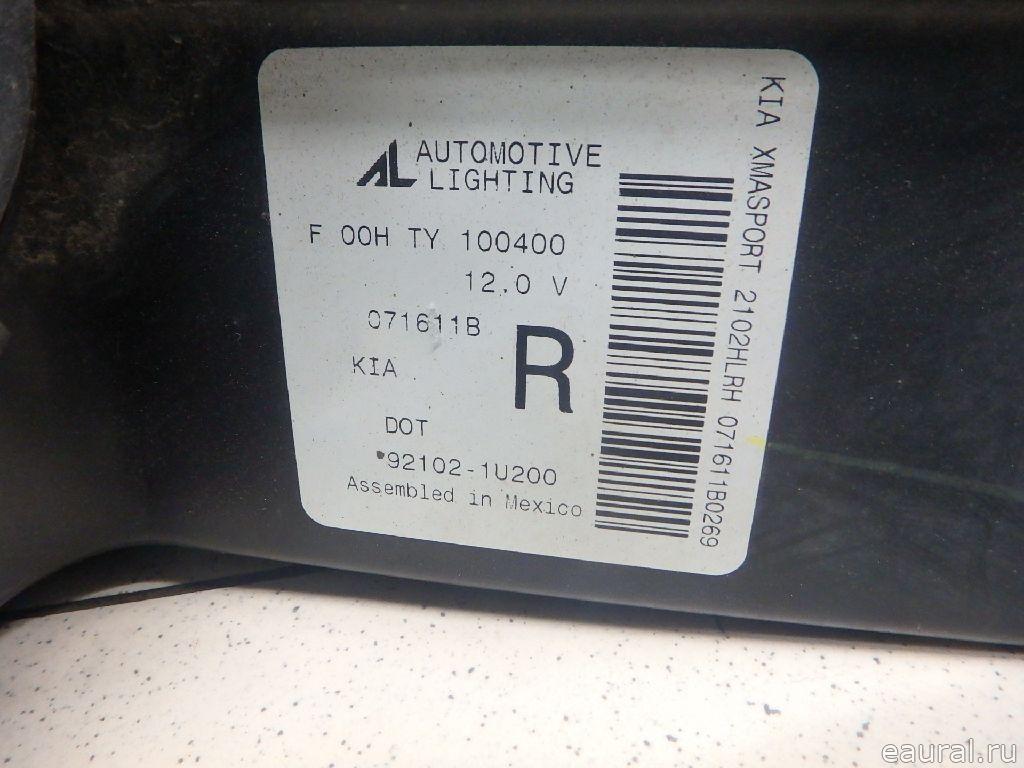 AL AUTOMOTIVE
LIGHTING
F 00H TY 100400
12.0 V
071611B
R
KIA
DOT
92102-1U200
Assembled in Mexico
KIA XMASPORT 2102HLRH 071611B0269
eaural.ru